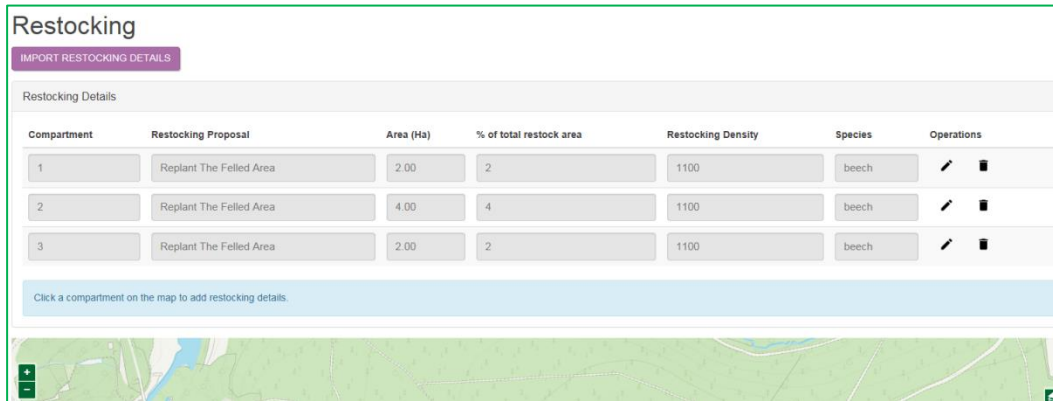 Restocking
IMPORT RESTOCKING DETAILS
Restocking Details
Compartment Restocking Proposal Area (Ha) % of total restock area Restocking Density Species Operations
1 Replant The Felled Area 2.00 2 1100 beech
2 Replant The Felled Area 4.00 4 1100 beech
3 Replant The Felled Area 2.00 2 1100 beech
Click a compartment on the map to add restocking details.
+
−